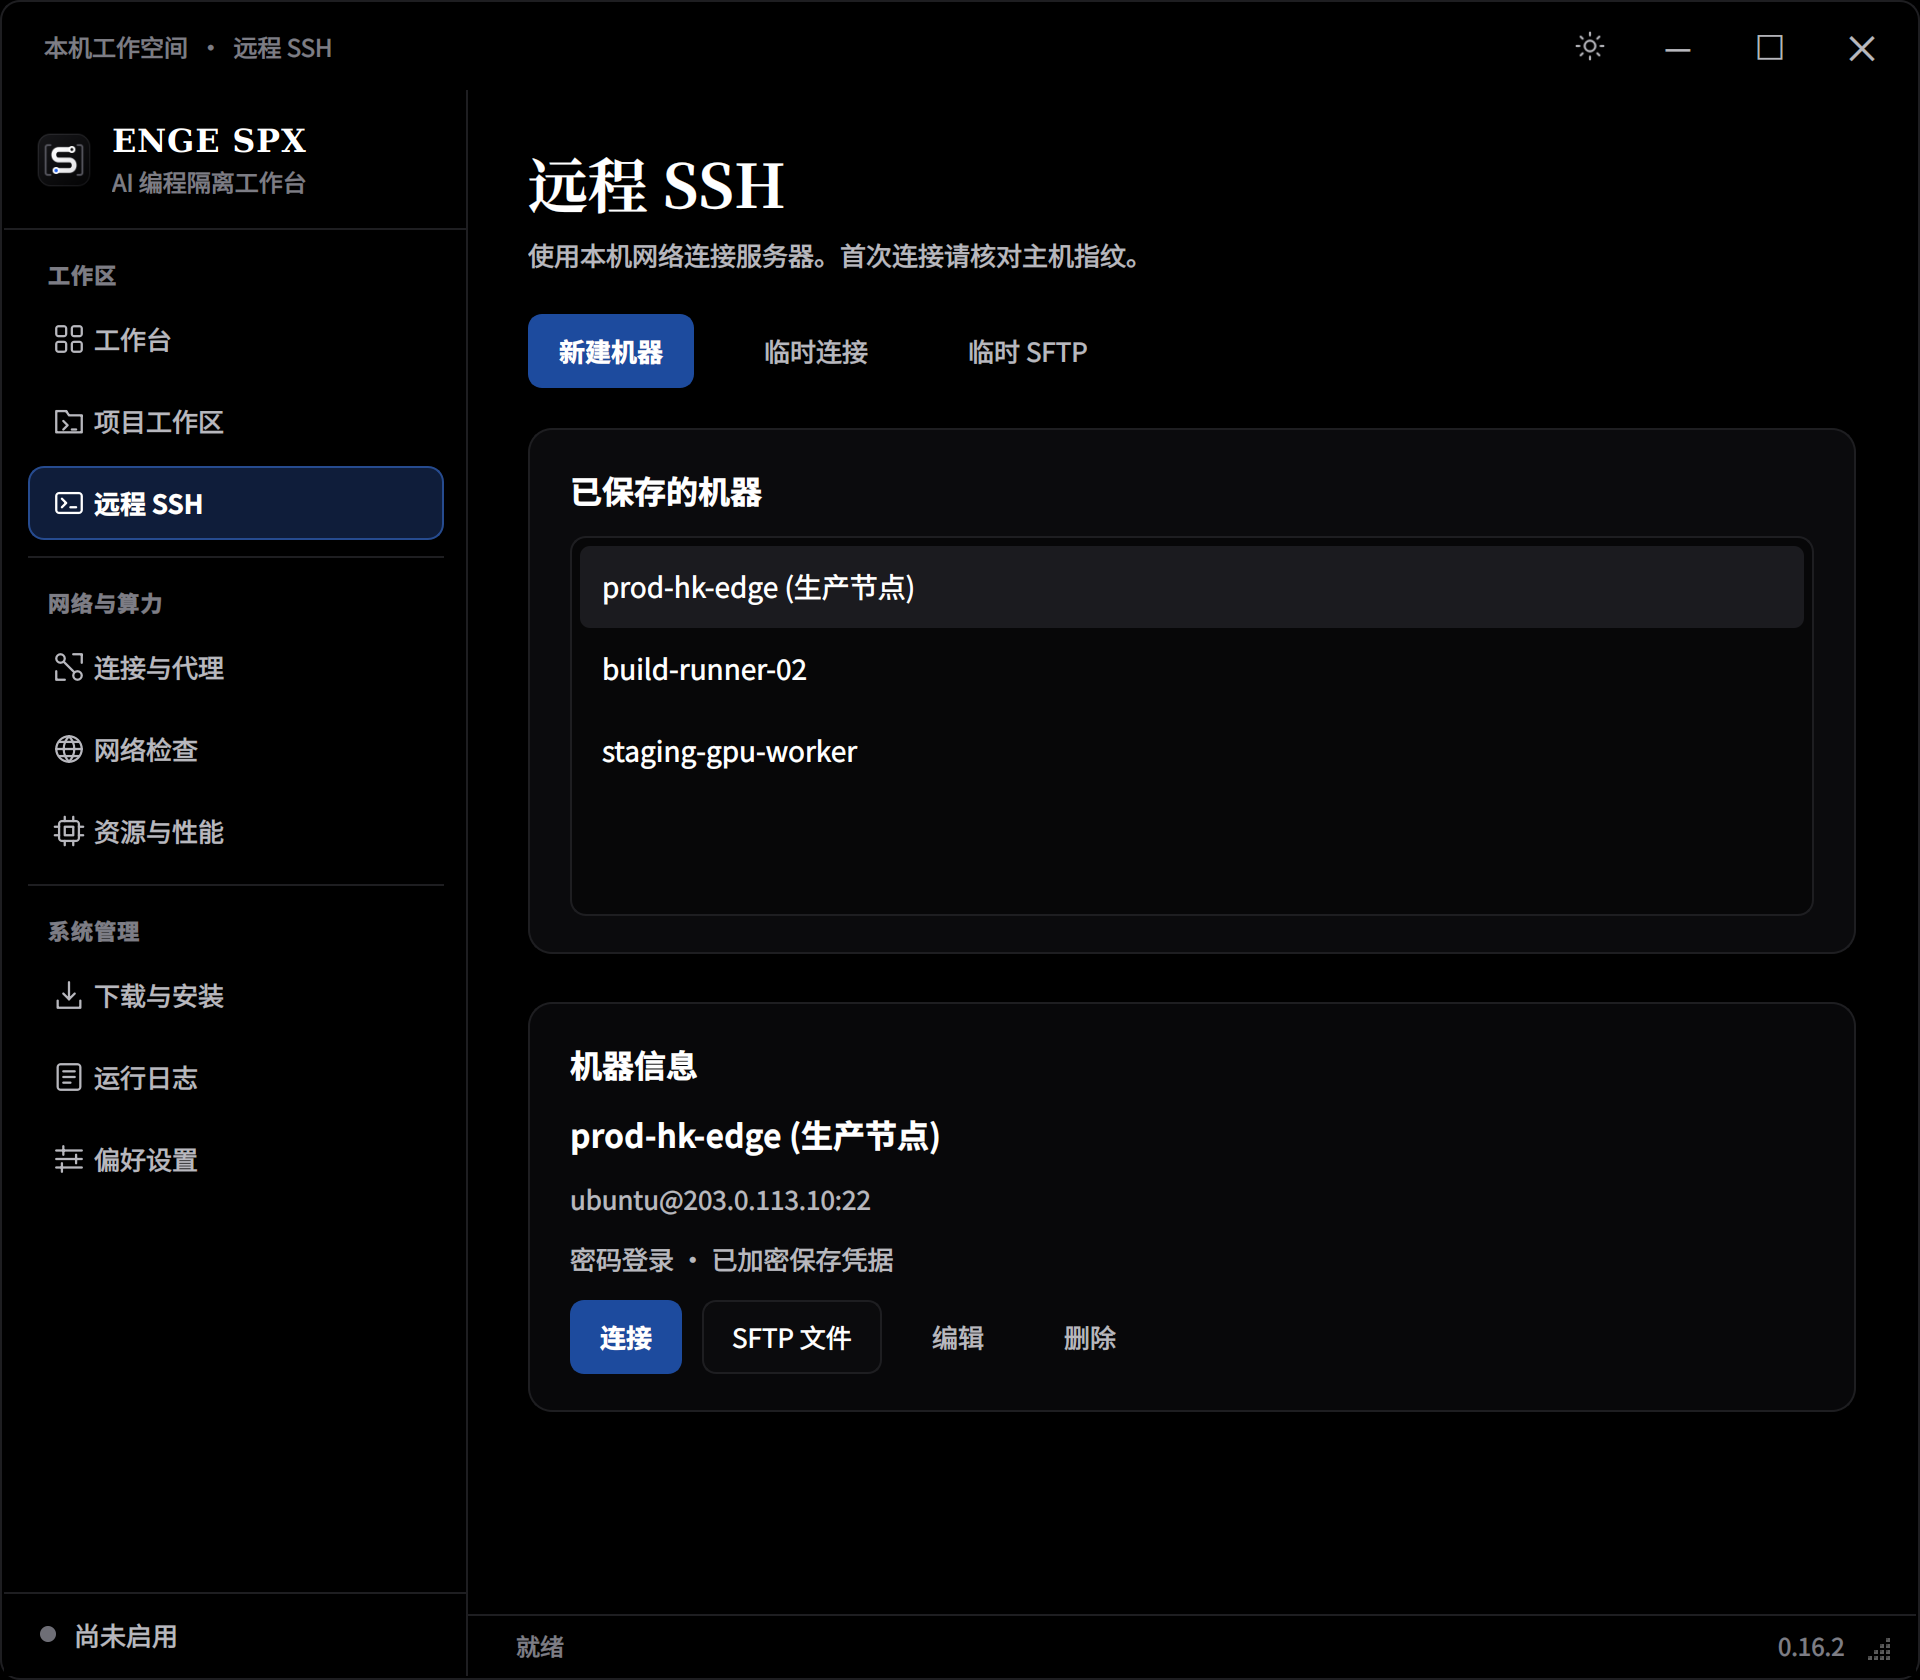 本机工作空间 • 远程 SSH
ENGE SPX
AI 编程隔离工作台
工作区
工作台
项目工作区
远程 SSH
网络与算力
连接与代理
网络检查
资源与性能
系统管理
下载与安装
运行日志
偏好设置
尚未启用
远程 SSH
使用本机网络连接服务器。首次连接请核对主机指纹。
新建机器
临时连接
临时 SFTP
已保存的机器
prod-hk-edge (生产节点)
build-runner-02
staging-gpu-worker
机器信息
prod-hk-edge (生产节点)
ubuntu@203.0.113.10:22
密码登录 • 已加密保存凭据
连接
SFTP 文件
编辑
删除
就绪
0.16.2